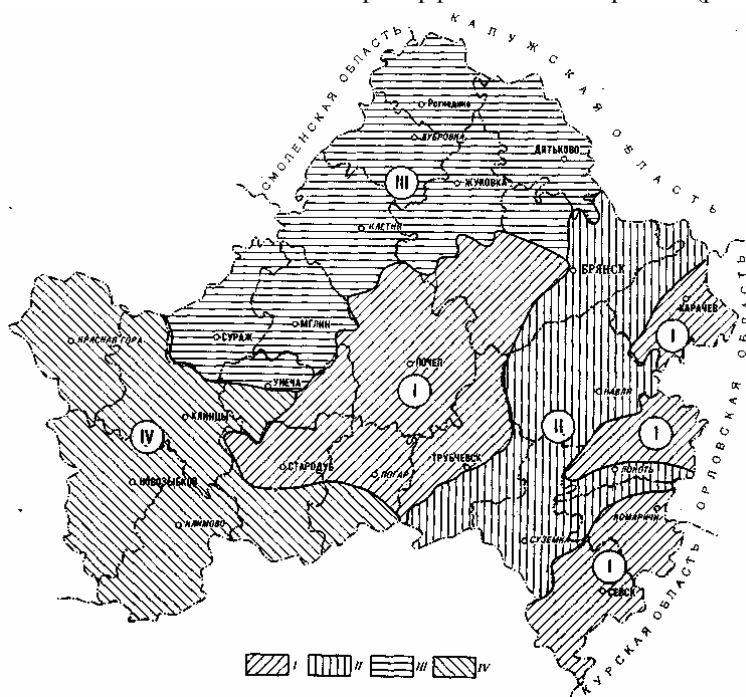 КАЛУЖСКАЯ ОБЛАСТЬ
СМОЛЕНСКАЯ ОБЛАСТЬ
Рогнедино
ДУБРОВКА
ДЯТЬКОВО
III
ЖУКОВКА
КЛЕТНЯ
БРЯНСК
КАРАЧЕВ
I
МГЛИН
СУРАЖ
КРАСНАЯ ГОРА
ПОЧЕП
УНЕЧА
I
НАВЛЯ
ОРЛОВСКАЯ ОБЛАСТЬ
КЛИНЦЫ
IV
II
I
СТАРОДУБ
ПОГАР
ТРУБЧЕВСК
ЛОКОТЬ
НОВОЗЫБКОВ
КОМАРИЧИ
КЛИМОВО
СУЗЕМКА
I
СЕВСК
КУРСКАЯ ОБЛАСТЬ
I II III IV